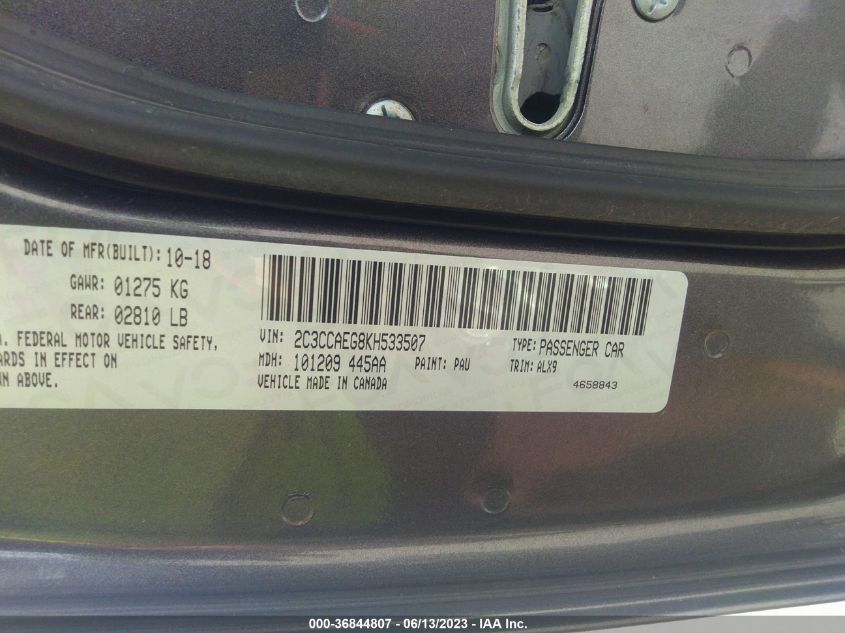 DATE OF MFR(BUILT): 10-18
GAWR: 01275 KG
REAR: 02810 LB
. FEDERAL MOTOR VEHICLE SAFETY,
ARDS IN EFFECT ON
N ABOVE.
VIN: 2C3CCAEG8KH533507
TYPE: PASSENGER CAR
MDH: 101209 445AA
PAINT: PAU
TRIM: ALX9
VEHICLE MADE IN CANADA
4658843
000-36844807 - 06/13/2023 - IAA Inc.